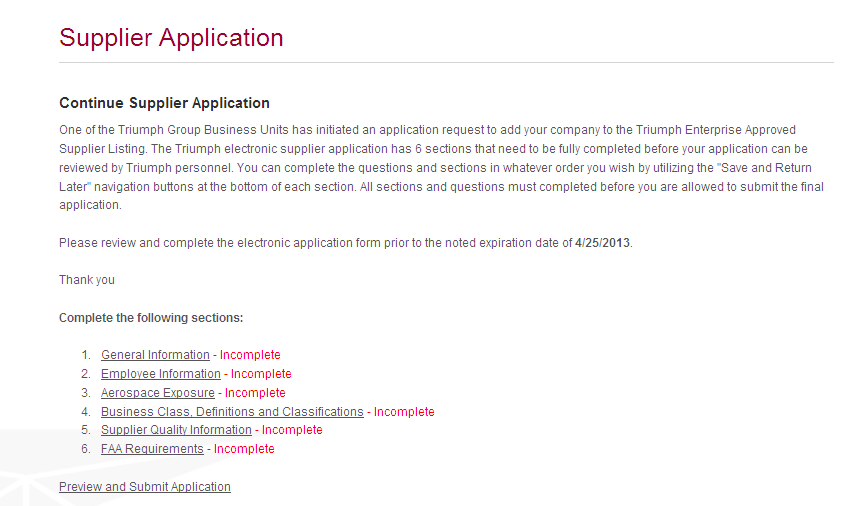 Supplier Application
Continue Supplier Application
One of the Triumph Group Business Units has initiated an application request to add your company to the Triumph Enterprise Approved
Supplier Listing. The Triumph electronic supplier application has 6 sections that need to be fully completed before your application can be
reviewed by Triumph personnel. You can complete the questions and sections in whatever order you wish by utilizing the "Save and Return
Later" navigation buttons at the bottom of each section. All sections and questions must completed before you are allowed to submit the final
application.
Please review and complete the electronic application form prior to the noted expiration date of 4/25/2013.
Thank you
Complete the following sections:
1. General Information - Incomplete
2. Employee Information - Incomplete
3. Aerospace Exposure - Incomplete
4. Business Class, Definitions and Classifications - Incomplete
5. Supplier Quality Information - Incomplete
6. FAA Requirements - Incomplete
Preview and Submit Application